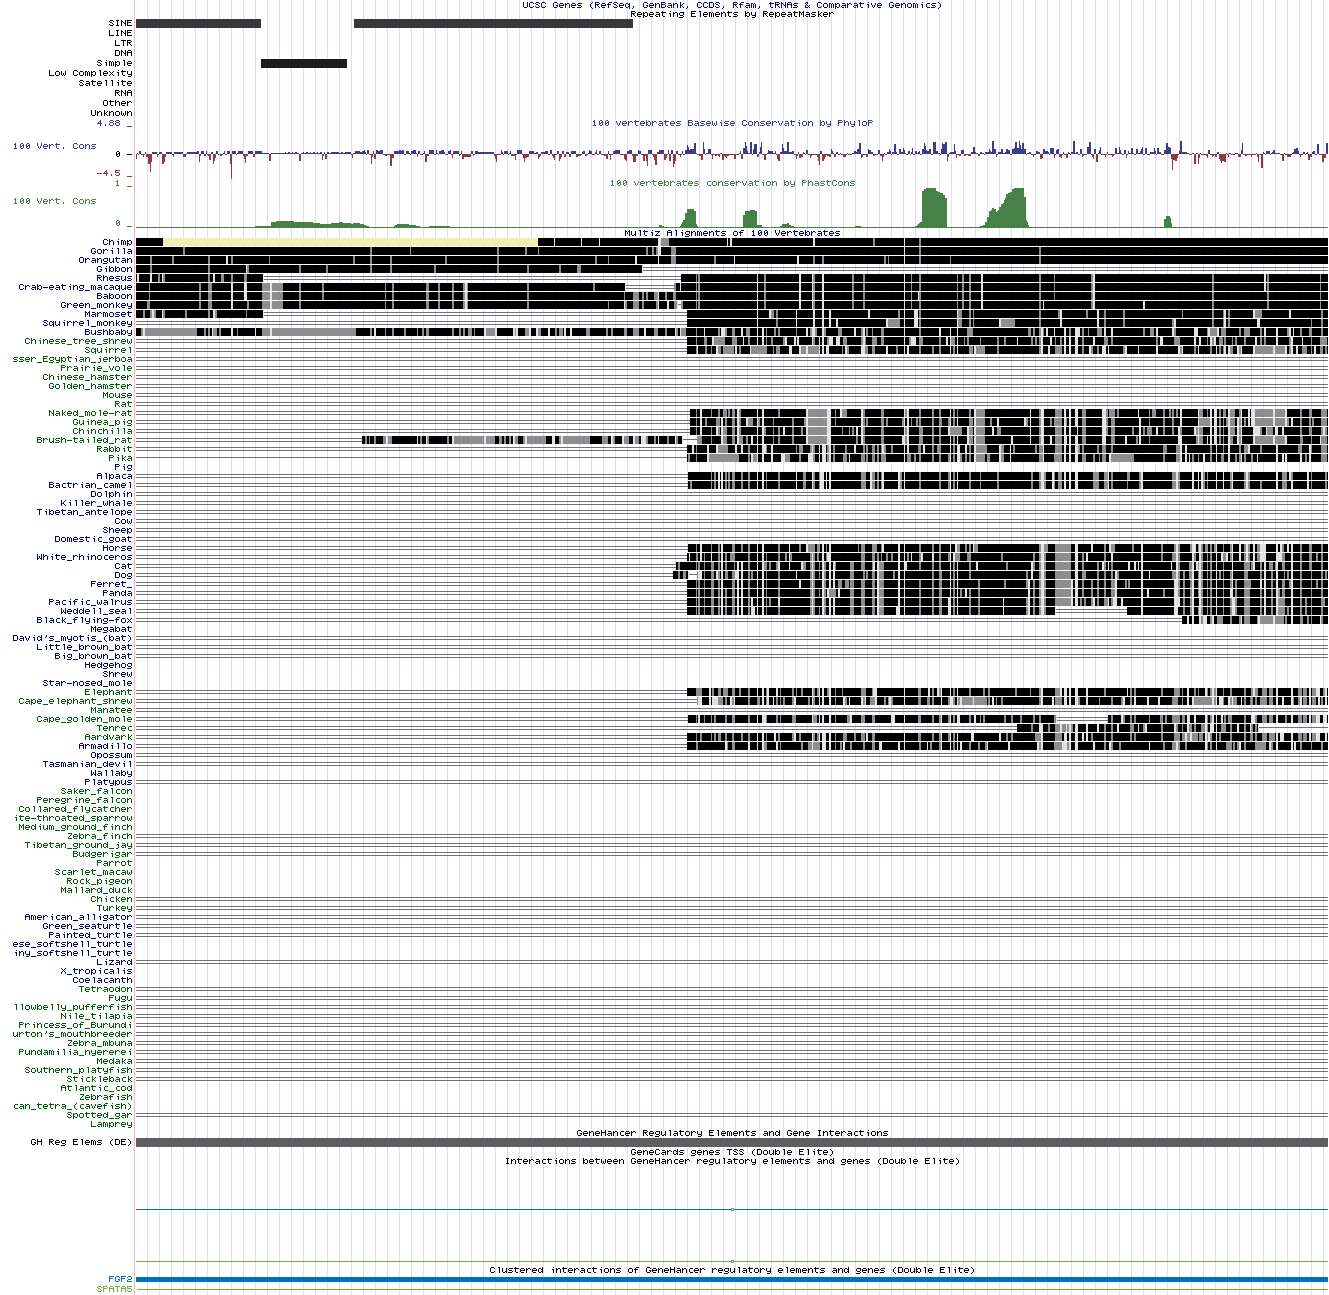 UCSC Genes (RefSeq, GenBank, CCDS, Rfam, tRNAs & Comparative Genomics)
Repeating Elements by RepeatMasker
SINE
LINE
LTR
DNA
Simple
Low Complexity
Satellite
RNA
Other
Unknown
4.88 _
100 vertebrates Basewise Conservation by PhyloP
100 Vert. Cons
0 -
-4.5 _
100 vertebrates conservation by PhastCons
1 _
100 Vert. Cons
0 _
Multiz Alignments of 100 Vertebrates
Chimp
Gorilla
Orangutan
Gibbon
Rhesus
Crab-eating_macaque
Baboon
Green_monkey
Marmoset
Squirrel_monkey
Bushbaby
Chinese_tree_shrew
Squirrel
sser_Egyptian_jerboa
Prairie_vole
Chinese_hamster
Golden_hamster
Mouse
Rat
Naked_mole-rat
Guinea_pig
Chinchilla
Brush-tailed_rat
Rabbit
Pika
Pig
Alpaca
Bactrian_camel
Dolphin
Killer_whale
Tibetan_antelope
Cow
Sheep
Domestic_goat
Horse
White_rhinoceros
Cat
Dog
Ferret_
Panda
Pacific_walrus
Weddell_seal
Black_flying-fox
Megabat
David's_myotis_(bat)
Little_brown_bat
Big_brown_bat
Hedgehog
Shrew
Star-nosed_mole
Elephant
Cape_elephant_shrew
Manatee
Cape_golden_mole
Tenrec
Aardvark
Armadillo
Opossum
Tasmanian_devil
Wallaby
Platypus
Saker_falcon
Peregrine_falcon
Collared_flycatcher
ite-throated_sparrow
Medium_ground_finch
Zebra_finch
Tibetan_ground_jay
Budgerigar
Parrot
Scarlet_macaw
Rock_pigeon
Mallard_duck
Chicken
Turkey
American_alligator
Green_seaturtle
Painted_turtle
ese_softshell_turtle
iny_softshell_turtle
Lizard
X_tropicalis
Coelacanth
Tetraodon
Fugu
llowbelly_pufferfish
Nile_tilapia
Princess_of_Burundi
urton's_mouthbreeder
Zebra_mbuna
Pundamilia_nyererei
Medaka
Southern_platyfish
Stickleback
Atlantic_cod
Zebrafish
can_tetra_(cavefish)
Spotted_gar
Lamprey
GeneHancer Regulatory Elements and Gene Interactions
GH Reg Elems (DE)
GeneCards genes TSS (Double Elite)
Interactions between GeneHancer regulatory elements and genes (Double Elite)
Clustered interactions of GeneHancer regulatory elements and genes (Double Elite)
FGF2
SPATA5